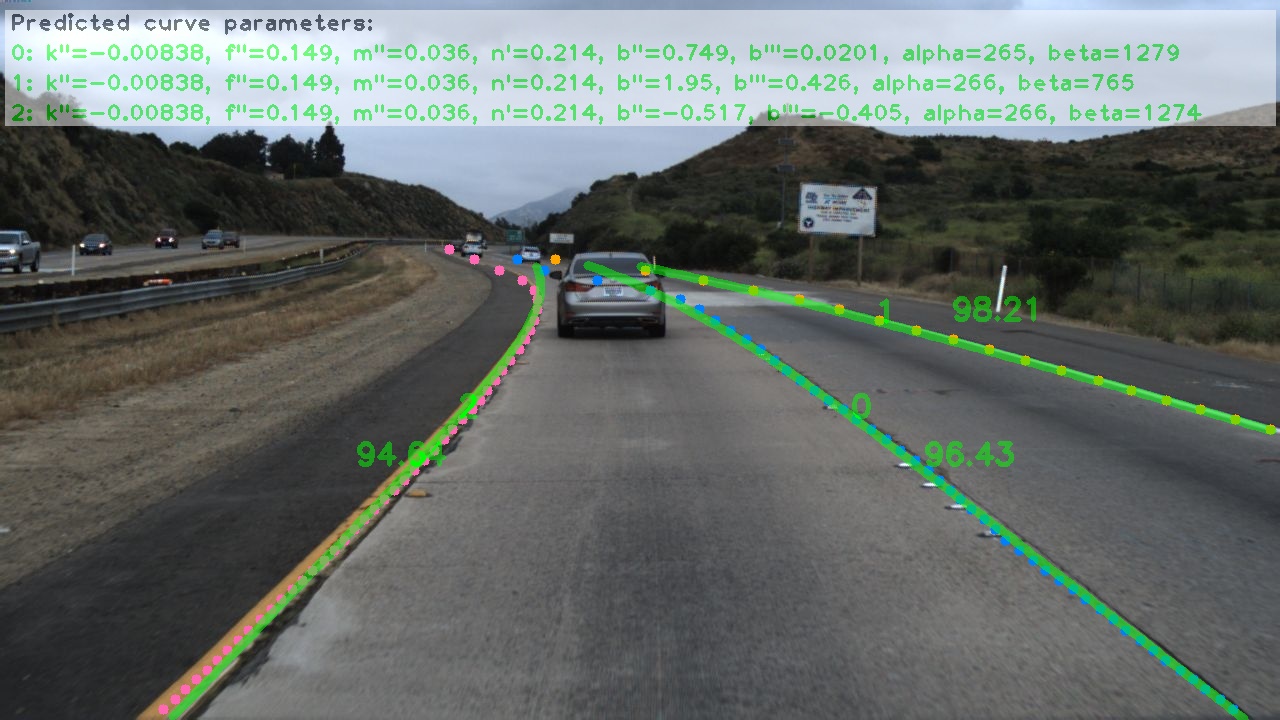 Predicted curve parameters:
0: k"=-0.00838, f"=0.149, m"=0.036, n'=0.214, b"=0.749, b'''=0.0201, alpha=265, beta=1279
1: k"=-0.00838, f"=0.149, m"=0.036, n'=0.214, b"=1.95, b'''=0.426, alpha=266, beta=765
2: k"=-0.00838, f"=0.149, m"=0.036, n'=0.214, b"=-0.517, b'''=-0.405, alpha=266, beta=1274
HIGHWAY IMPROVEMENT
1
98.21
2
0
94.64
96.43